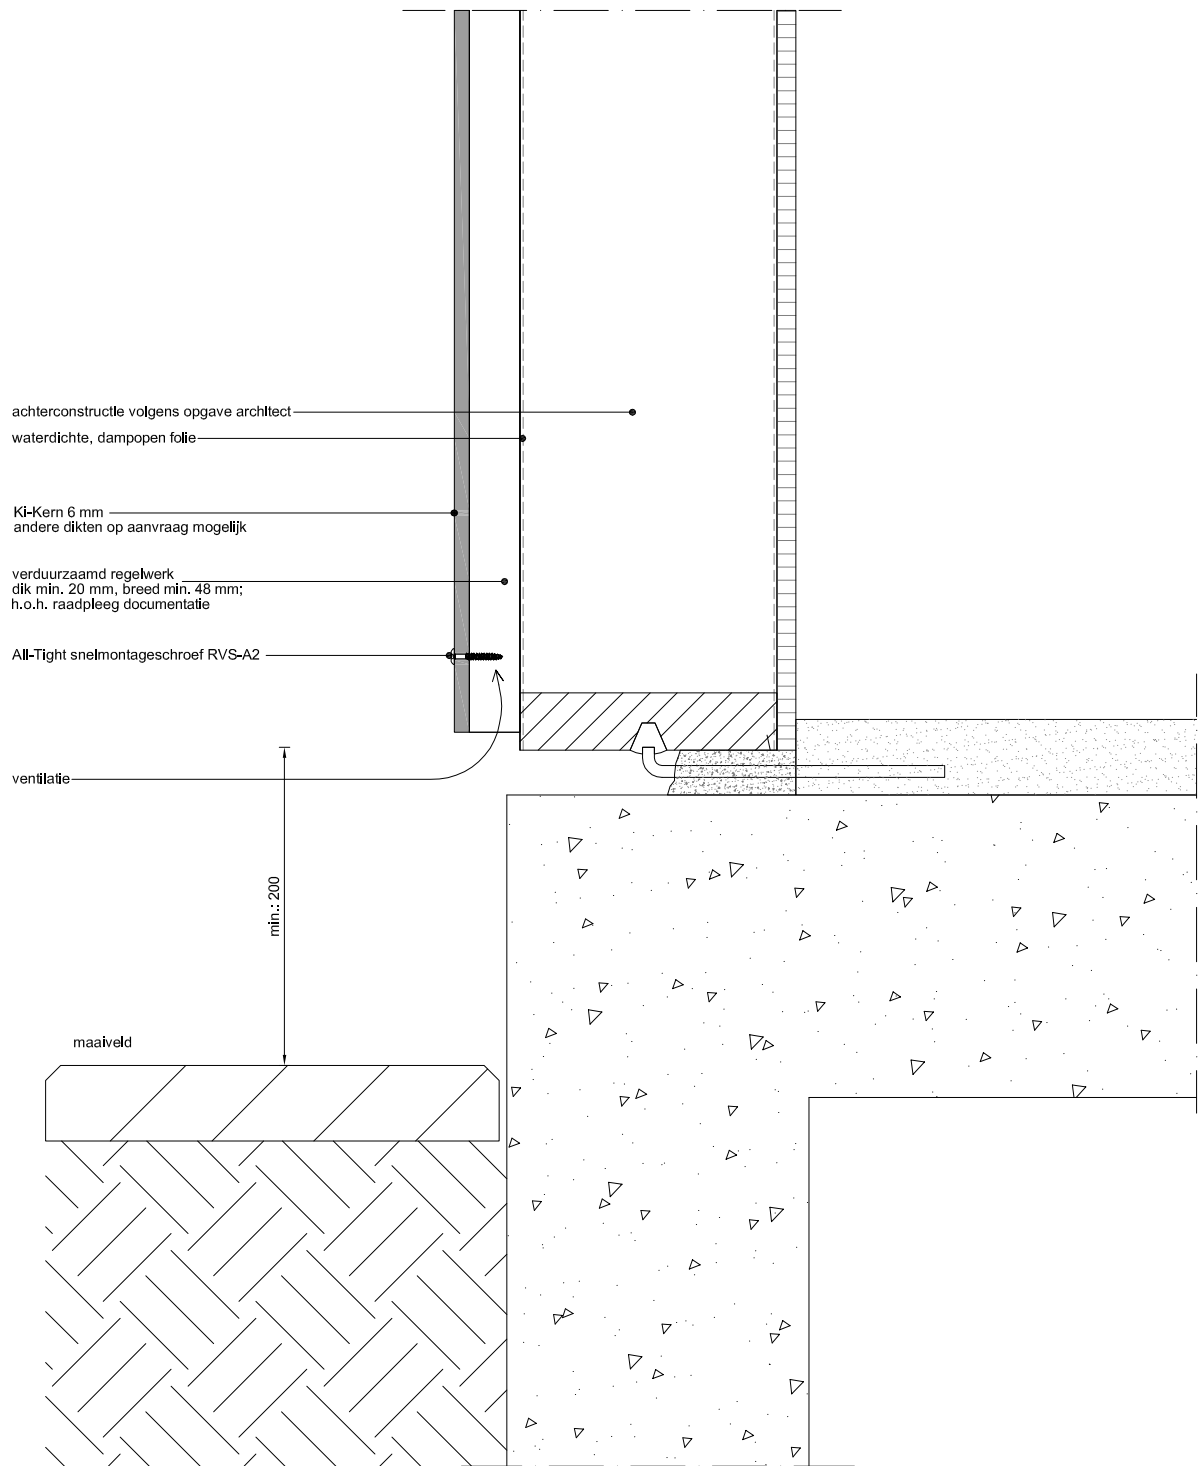 achterconstructie volgens opgave architect
waterdichte, dampopen folie
Ki-Kern 6 mm
andere dikten op aanvraag mogelijk
verduurzaamd regelwerk
dik min. 20 mm, breed min. 48 mm;
h.o.h. raadpleeg documentatie
All-Tight snelmontageschroef RVS-A2
ventilatie
min.: 200
maaiveld